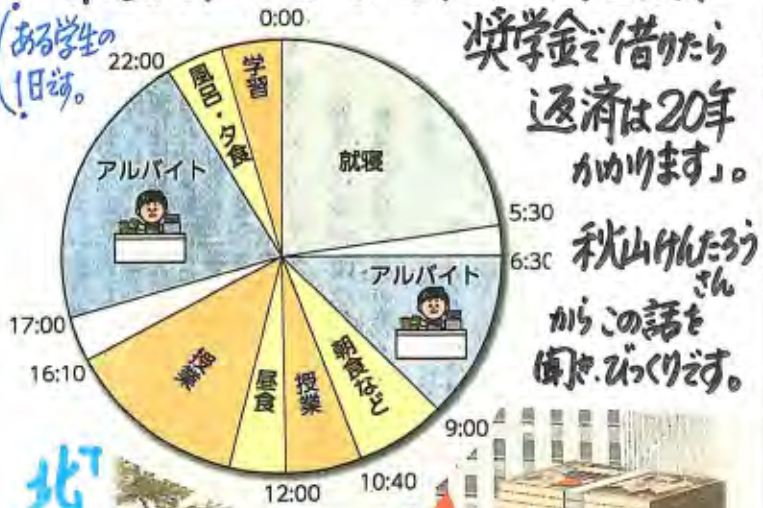 ある学生の
1日です。
0:00
22:00
風呂・夕食
学習
就寝
アルバイト
5:30
6:30
アルバイト
17:00
16:10
授業
昼食
授業
朝食など
9:00
10:40
12:00
奨学金で借りたら
返済は20年
かかります」。
秋山けんたろう
さん
からこの話を
聞き、びっくりです。
北